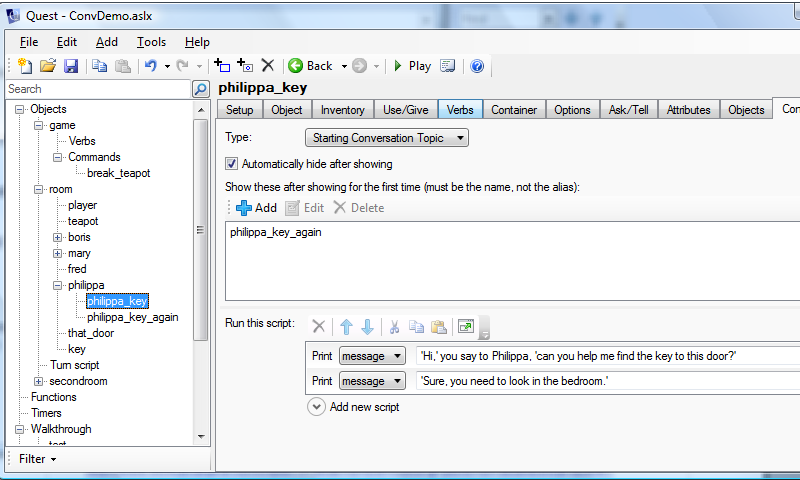 Quest - ConvDemo.aslx
File Edit Add Tools Help
Back Play
Search
Objects
game
Verbs
Commands
break_teapot
room
player
teapot
boris
mary
fred
philippa
philippa_key
philippa_key_again
that_door
key
Turn script
secondroom
Functions
Timers
Walkthrough
test
Filter
philippa_key
Setup Object Inventory Use/Give Verbs Container Options Ask/Tell Attributes Objects Con
Type: Starting Conversation Topic
Automatically hide after showing
Show these after showing for the first time (must be the name, not the alias):
Add Edit Delete
philippa_key_again
Run this script:
Print message 'Hi,' you say to Philippa, 'can you help me find the key to this door?'
Print message 'Sure, you need to look in the bedroom.'
Add new script